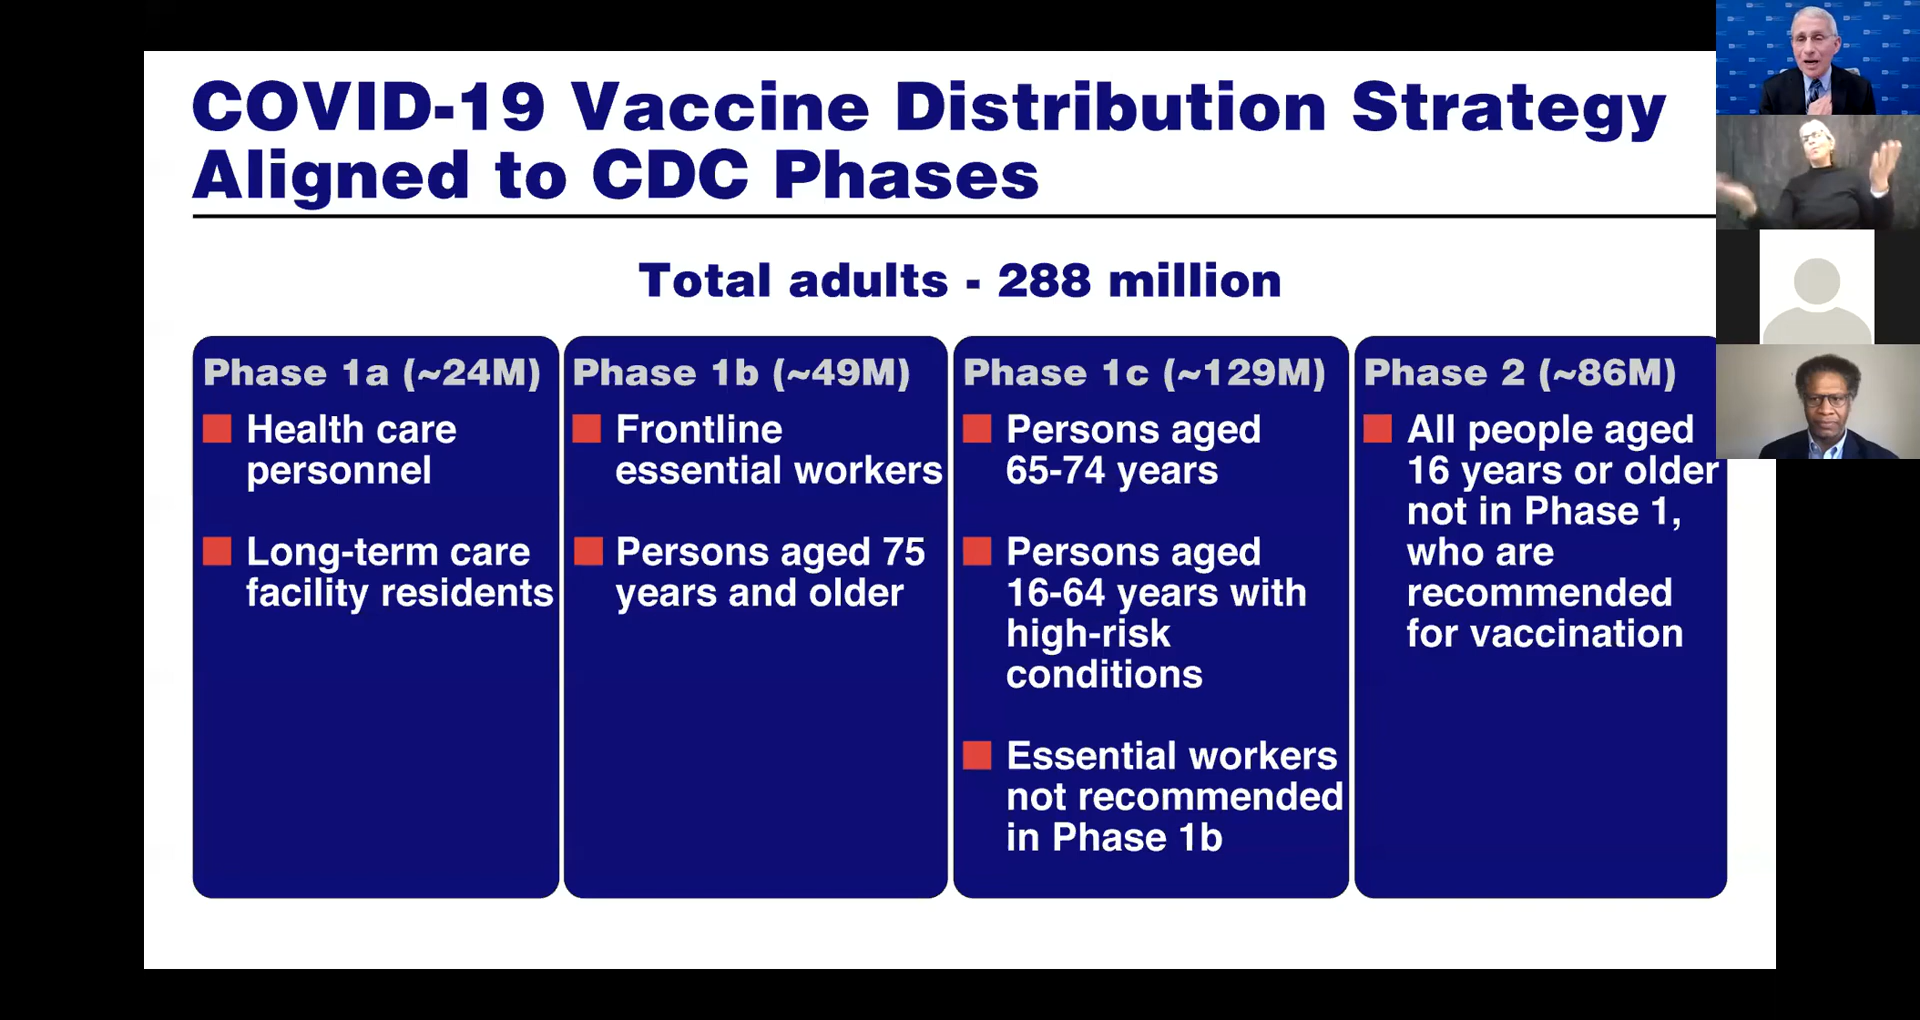 COVID-19 Vaccine Distribution Strategy
Aligned to CDC Phases
Total adults - 288 million
Phase 1a (~24M)
Health care
personnel
Long-term care
facility residents
Phase 1b (~49M)
Frontline
essential workers
Persons aged 75
years and older
Phase 1c (~129M)
Persons aged
65-74 years
Persons aged
16-64 years with
high-risk
conditions
Essential workers
not recommended
in Phase 1b
Phase 2 (~86M)
All people aged
16 years or older
not in Phase 1,
who are
recommended
for vaccination